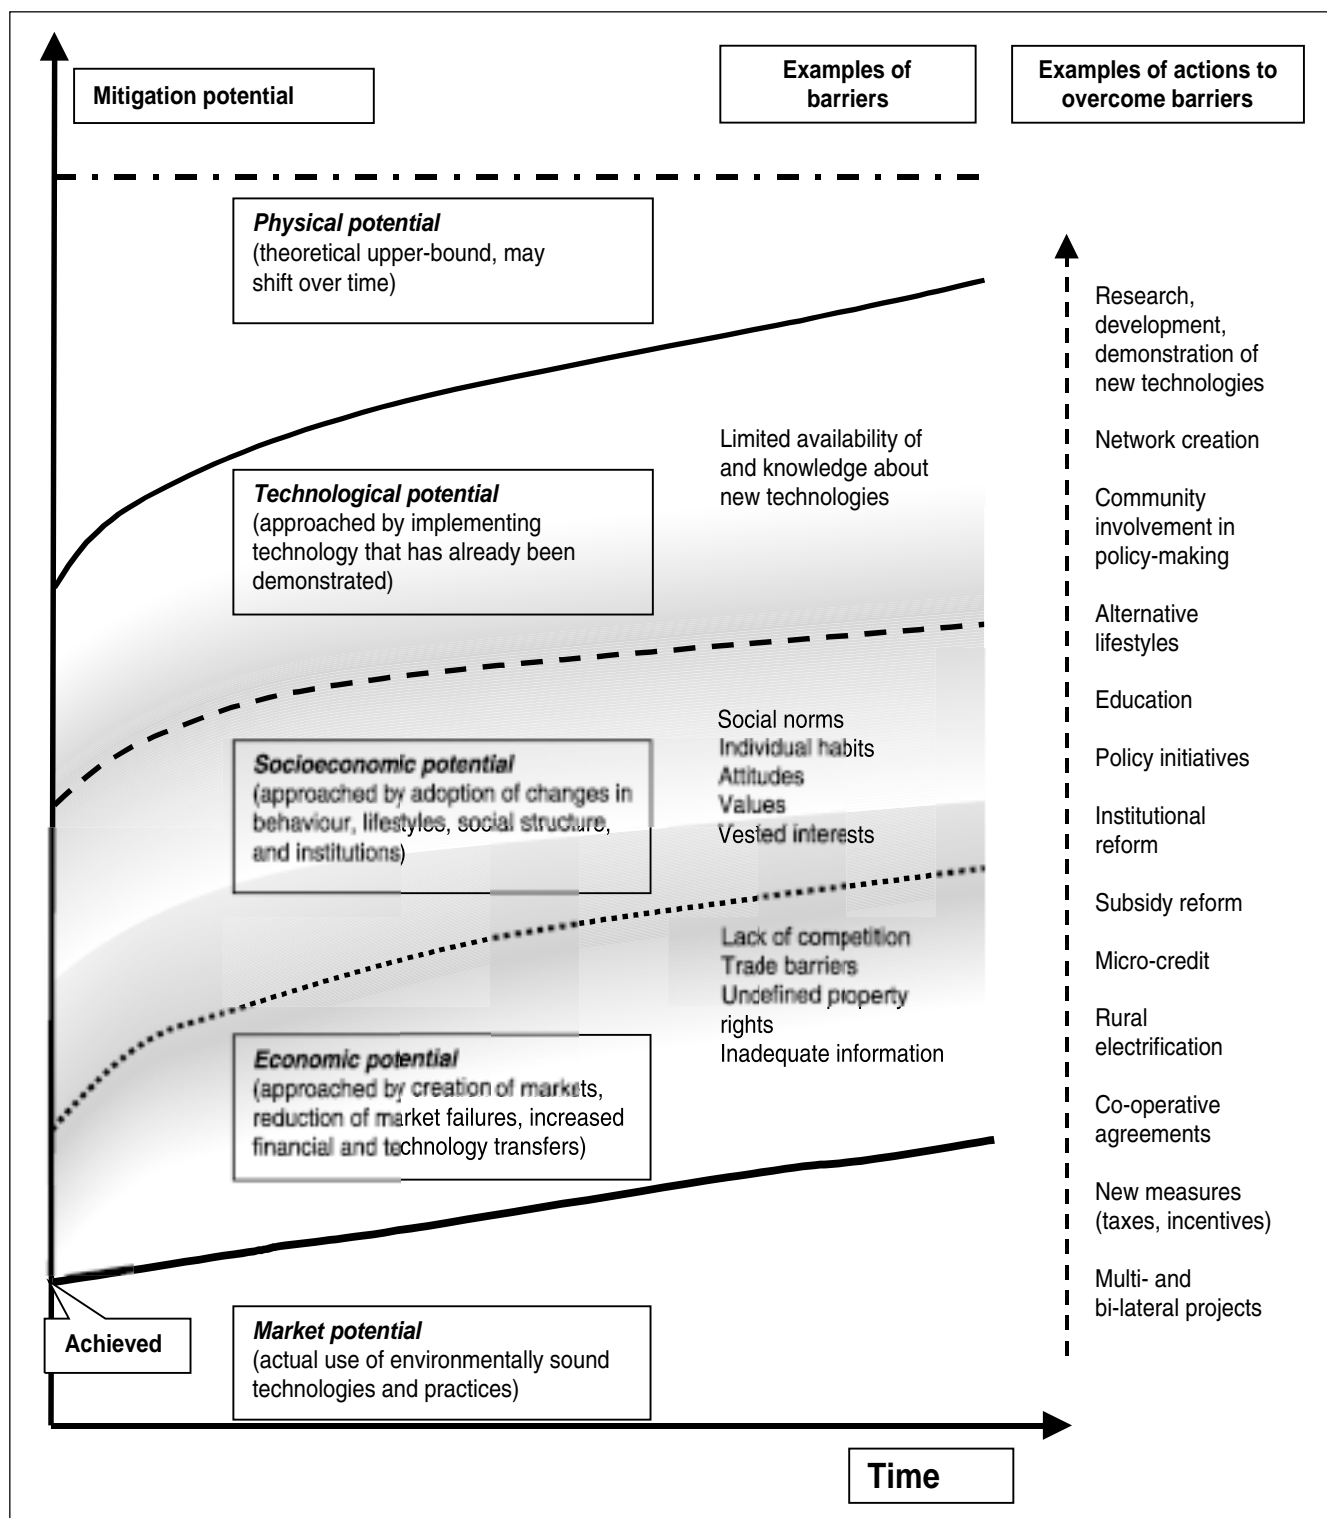 Mitigation potential
Examples of
barriers
Examples of actions to
overcome barriers
Physical potential
(theoretical upper-bound, may
shift over time)
Technological potential
(approached by implementing
technology that has already been
demonstrated)
Socioeconomic potential
(approached by adoption of changes in
behaviour, lifestyles, social structure,
and institutions)
Economic potential
(approached by creation of markets,
reduction of market failures, increased
financial and technology transfers)
Market potential
(actual use of environmentally sound
technologies and practices)
Achieved
Time
Limited availability of
and knowledge about
new technologies
Social norms
Individual habits
Attitudes
Values
Vested interests
Lack of competition
Trade barriers
Undefined property
rights
Inadequate information
Research,
development,
demonstration of
new technologies
Network creation
Community
involvement in
policy-making
Alternative
lifestyles
Education
Policy initiatives
Institutional
reform
Subsidy reform
Micro-credit
Rural
electrification
Co-operative
agreements
New measures
(taxes, incentives)
Multi- and
bi-lateral projects